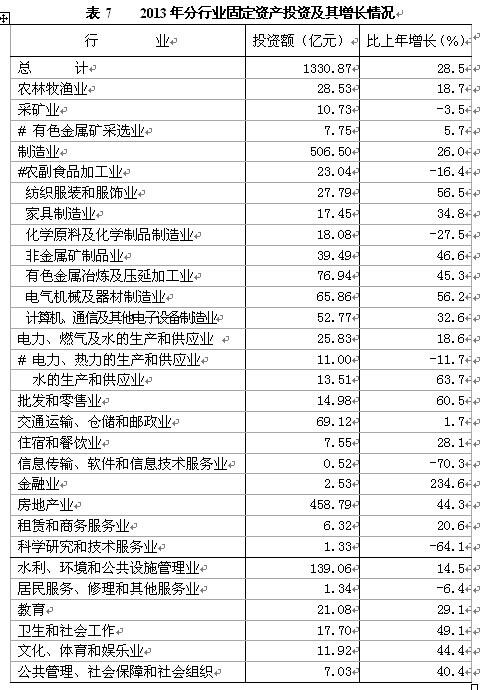 表 7 2013 年分行业固定资产投资及其增长情况
行 业 投资额（亿元） 比上年增长(%)
总 计 1330.87 28.5
农林牧渔业 28.53 18.7
采矿业 10.73 -3.5
# 有色金属矿采选业 7.75 5.7
制造业 506.50 26.0
#农副食品加工业 23.04 -16.4
纺织服装和服饰业 27.79 56.5
家具制造业 17.45 34.8
化学原料及化学制品制造业 18.08 -27.5
非金属矿制品业 39.49 46.6
有色金属冶炼及压延加工业 76.94 45.3
电气机械及器材制造业 65.86 56.2
计算机、通信及其他电子设备制造业 52.77 32.6
电力、燃气及水的生产和供应业 25.83 18.6
# 电力、热力的生产和供应业 11.00 -11.7
水的生产和供应业 13.51 63.7
批发和零售业 14.98 60.5
交通运输、仓储和邮政业 69.12 1.7
住宿和餐饮业 7.55 28.1
信息传输、软件和信息技术服务业 0.52 -70.3
金融业 2.53 234.6
房地产业 458.79 44.3
租赁和商务服务业 6.32 20.6
科学研究和技术服务业 1.33 -64.1
水利、环境和公共设施管理业 139.06 14.5
居民服务、修理和其他服务业 1.34 -6.4
教育 21.08 29.1
卫生和社会工作 17.70 49.1
文化、体育和娱乐业 11.92 44.4
公共管理、社会保障和社会组织 7.03 40.4